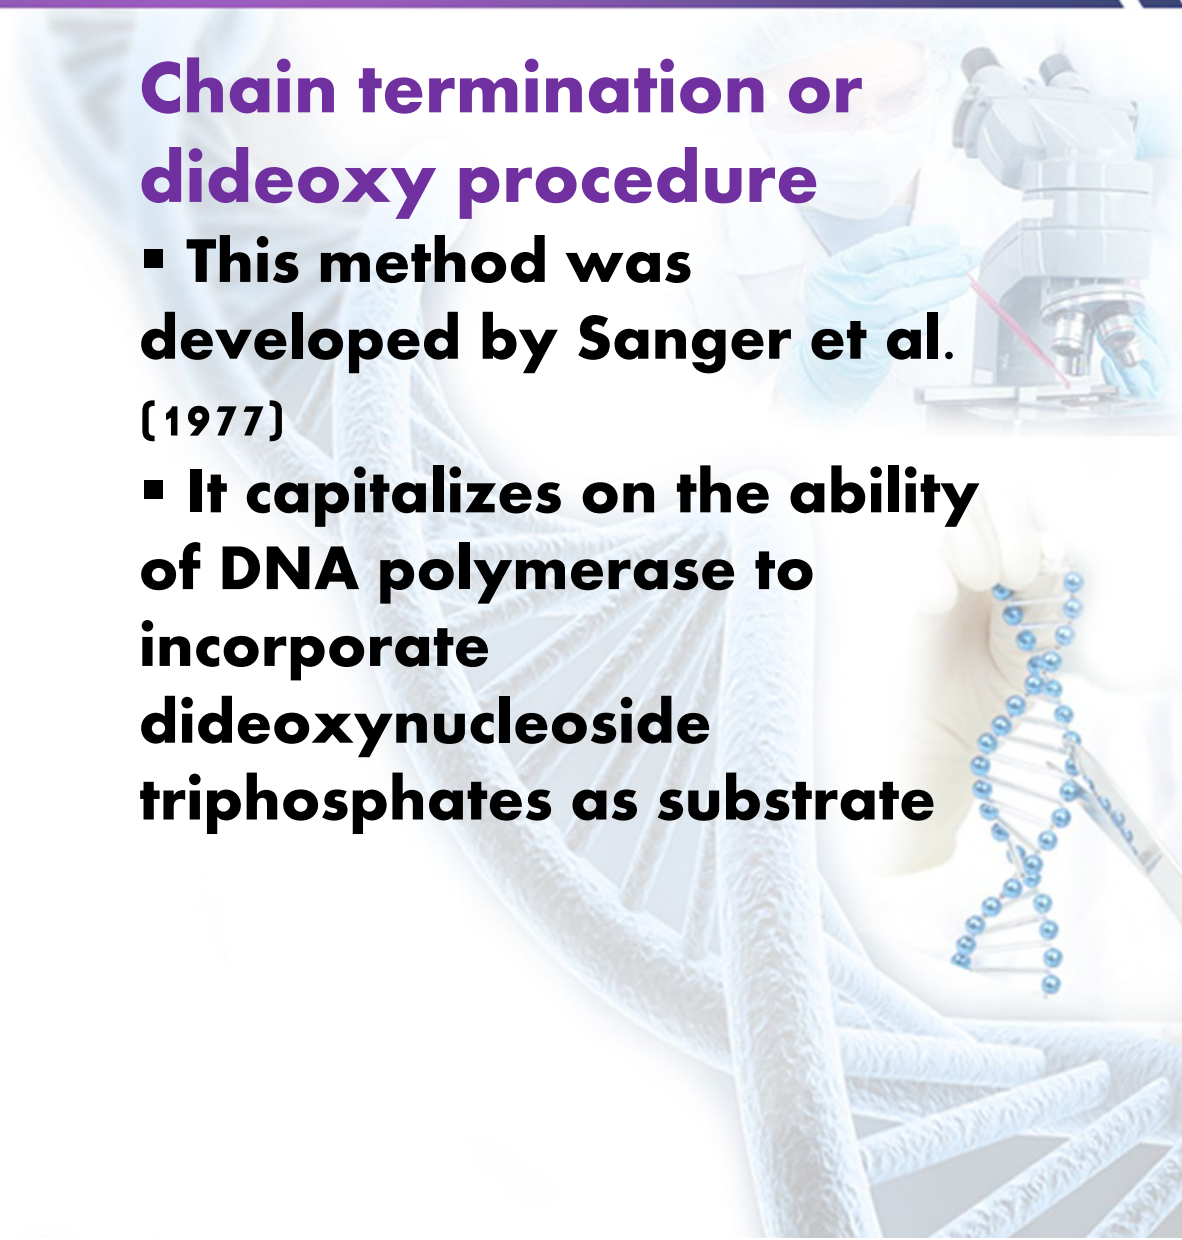 Chain termination or
dideoxy procedure
▪ This method was
developed by Sanger et al.
(1977)
▪ It capitalizes on the ability
of DNA polymerase to
incorporate
dideoxynucleoside
triphosphates as substrate